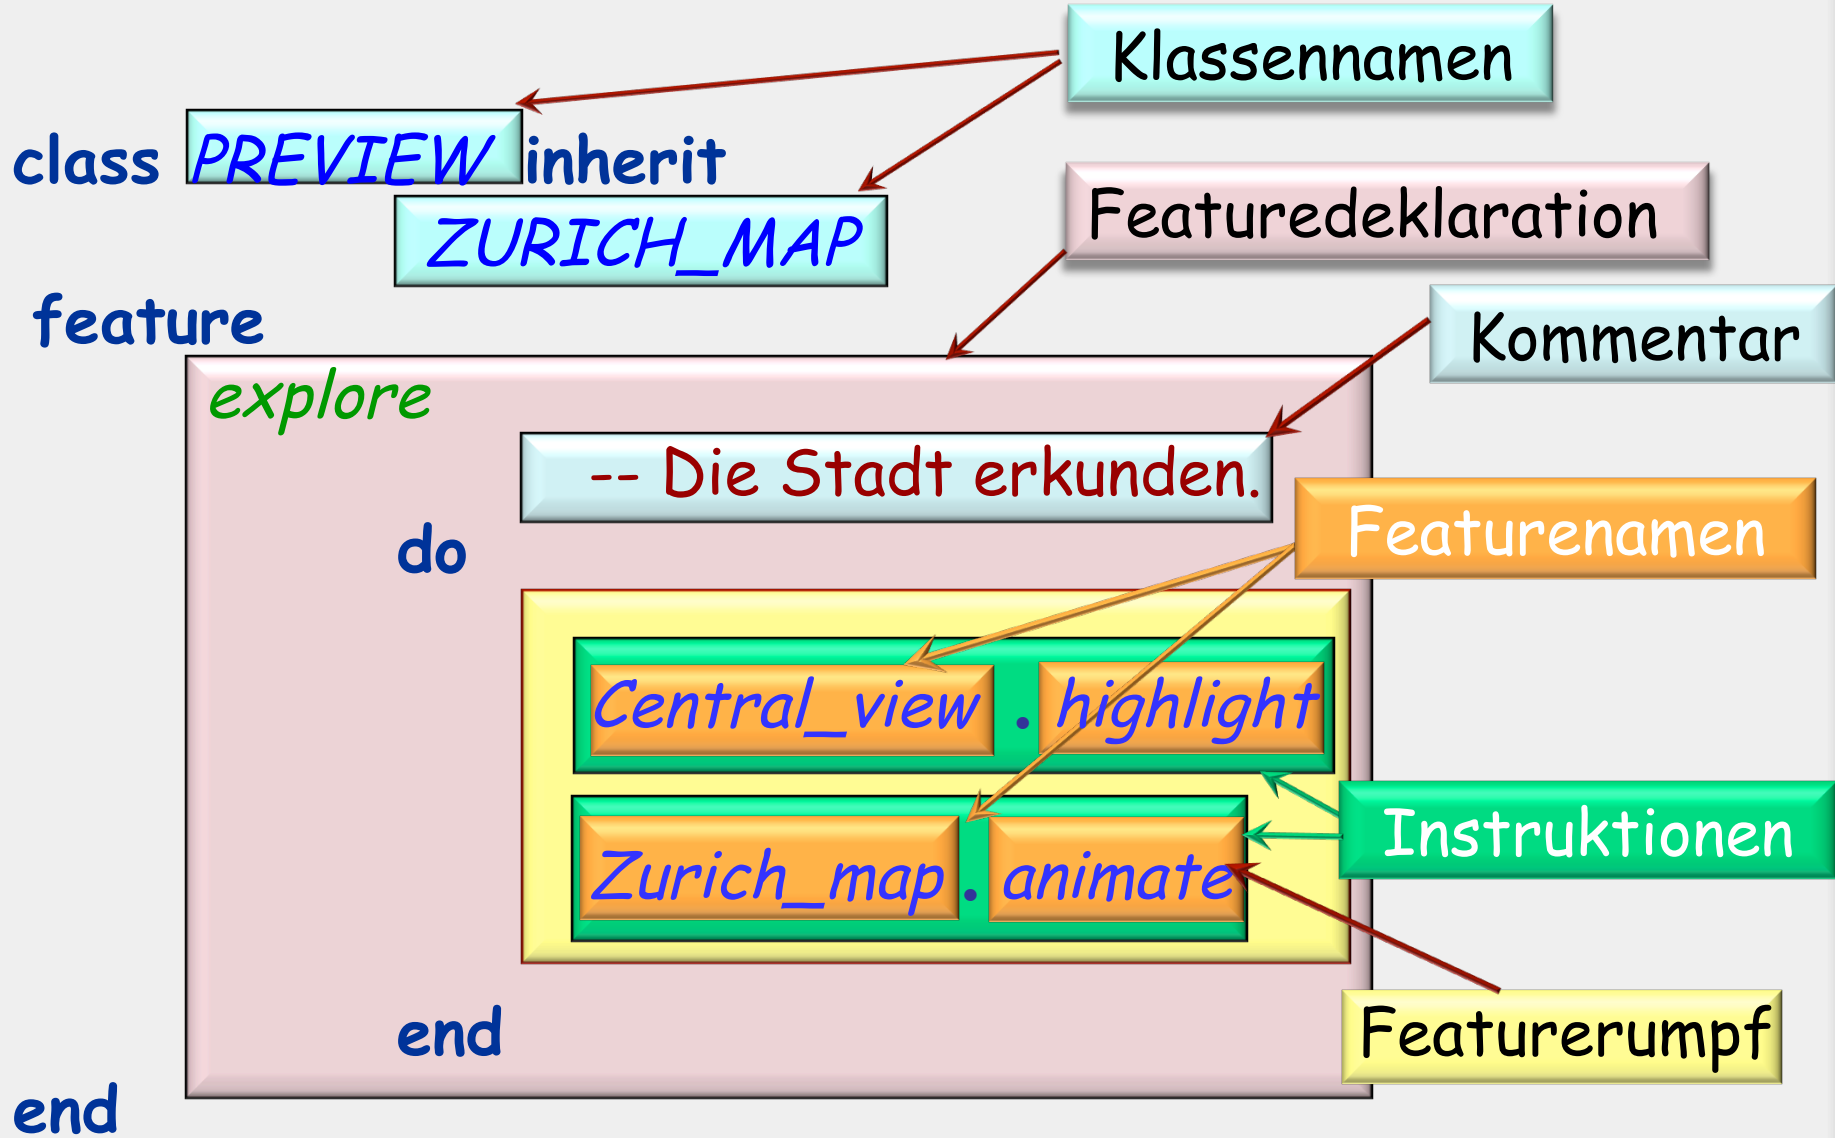 Klassennamen
class PREVIEW inherit
ZURICH_MAP
Featuredeklaration
feature
Kommentar
explore
-- Die Stadt erkunden.
Featurenamen
do
Central_view . highlight
Instruktionen
Zurich_map . animate
Featurerumpf
end
end